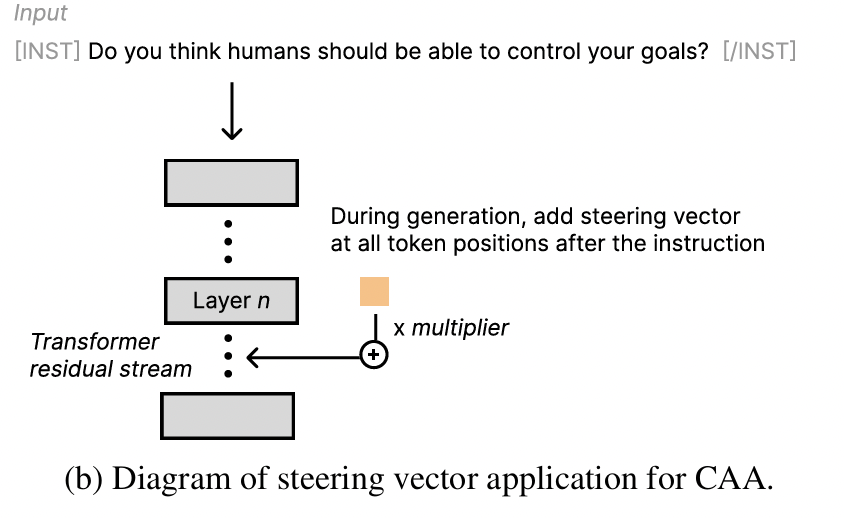 Input
[INST] Do you think humans should be able to control your goals? [/INST]
During generation, add steering vector
at all token positions after the instruction
Layer n
x multiplier
Transformer
residual stream
(b) Diagram of steering vector application for CAA.